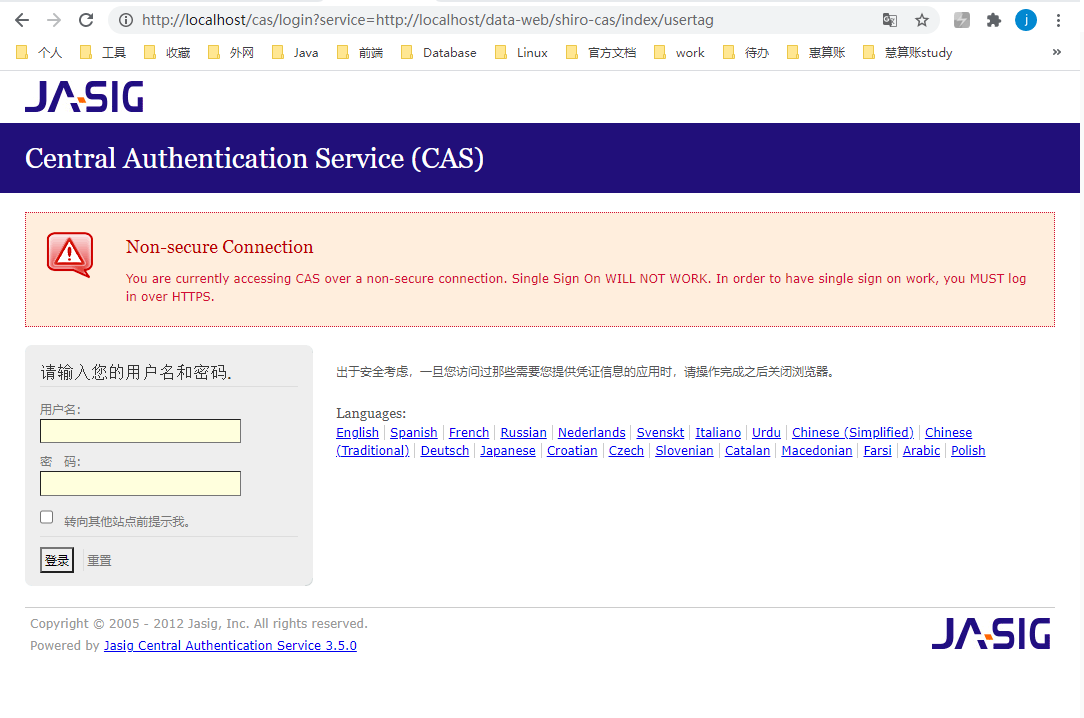 http://localhost/cas/login?service=http://localhost/data-web/shiro-cas/index/usertag
j
个人 工具 收藏 外网 Java 前端 Database Linux 官方文档 work 待办 惠算账 慧算账study »
JASIG
Central Authentication Service (CAS)
Non-secure Connection
You are currently accessing CAS over a non-secure connection. Single Sign On WILL NOT WORK. In order to have single sign on work, you MUST log
in over HTTPS.
请输入您的用户名和密码.
用户名:
密 码:
转向其他站点前提示我。
登录 重置
出于安全考虑，一旦您访问过那些需要您提供凭证信息的应用时，请操作完成之后关闭浏览器。
Languages:
English Spanish French Russian Nederlands Svenskt Italiano Urdu Chinese (Simplified) Chinese
(Traditional) Deutsch Japanese Croatian Czech Slovenian Catalan Macedonian Farsi Arabic Polish
Copyright © 2005 - 2012 Jasig, Inc. All rights reserved.
Powered by Jasig Central Authentication Service 3.5.0
JASIG